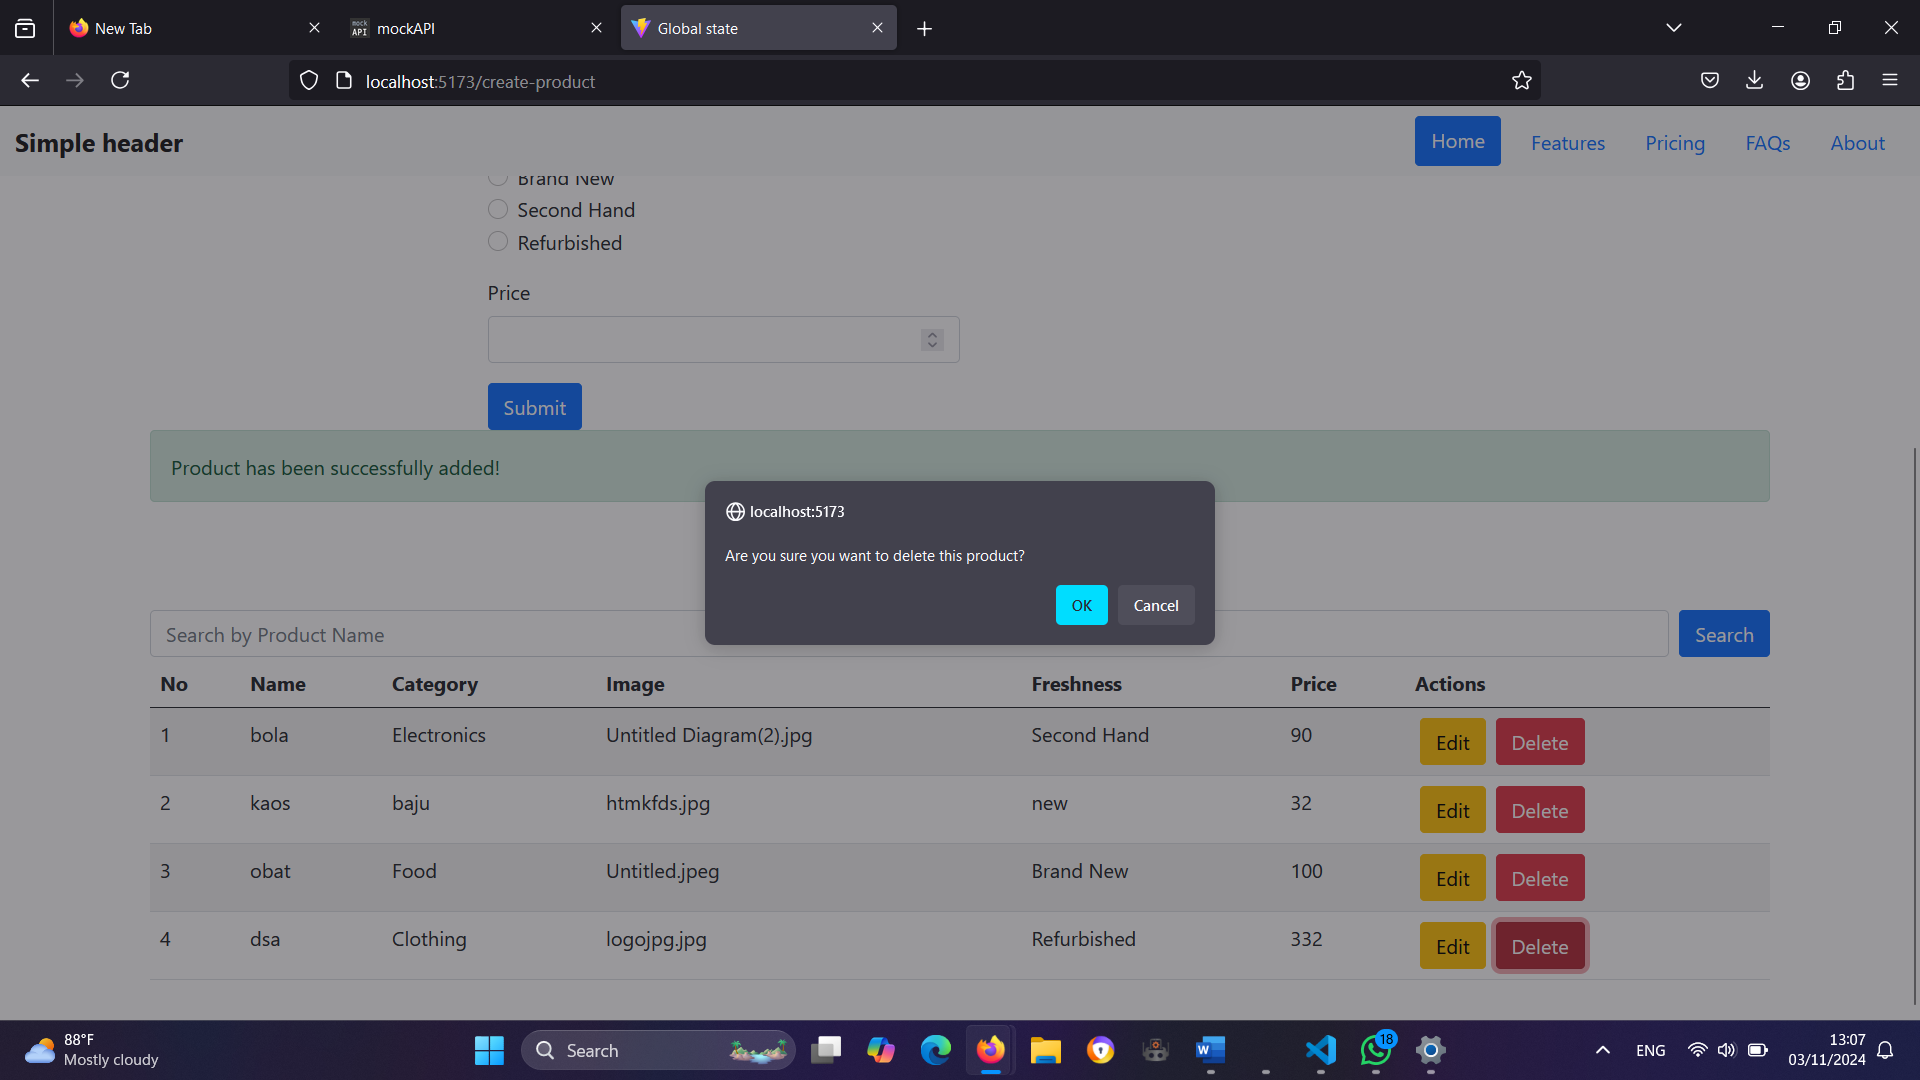 New Tab
mock API
mockAPI
Global state
localhost:5173/create-product
Simple header
Home
Features
Pricing
FAQs
About
Brand New
Second Hand
Refurbished
Price
Submit
Product has been successfully added!
localhost:5173
Are you sure you want to delete this product?
OK
Cancel
Search by Product Name
Search
No Name Category Image Freshness Price Actions
1 bola Electronics Untitled Diagram(2).jpg Second Hand 90 Edit Delete
2 kaos baju htmkfds.jpg new 32 Edit Delete
3 obat Food Untitled.jpeg Brand New 100 Edit Delete
4 dsa Clothing logojpg.jpg Refurbished 332 Edit Delete
88°F
Mostly cloudy
Search
W
18
ENG
13:07
03/11/2024